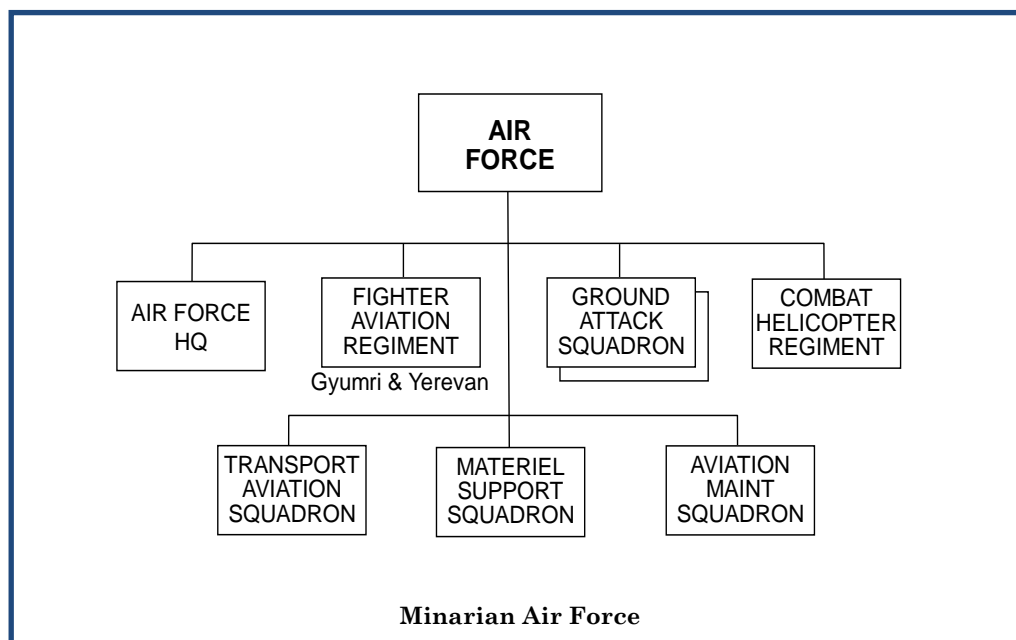 AIR
FORCE
AIR FORCE
HQ
FIGHTER
AVIATION
REGIMENT
Gyumri & Yerevan
GROUND
ATTACK
SQUADRON
COMBAT
HELICOPTER
REGIMENT
TRANSPORT
AVIATION
SQUADRON
MATERIEL
SUPPORT
SQUADRON
AVIATION
MAINT
SQUADRON
Minarian Air Force